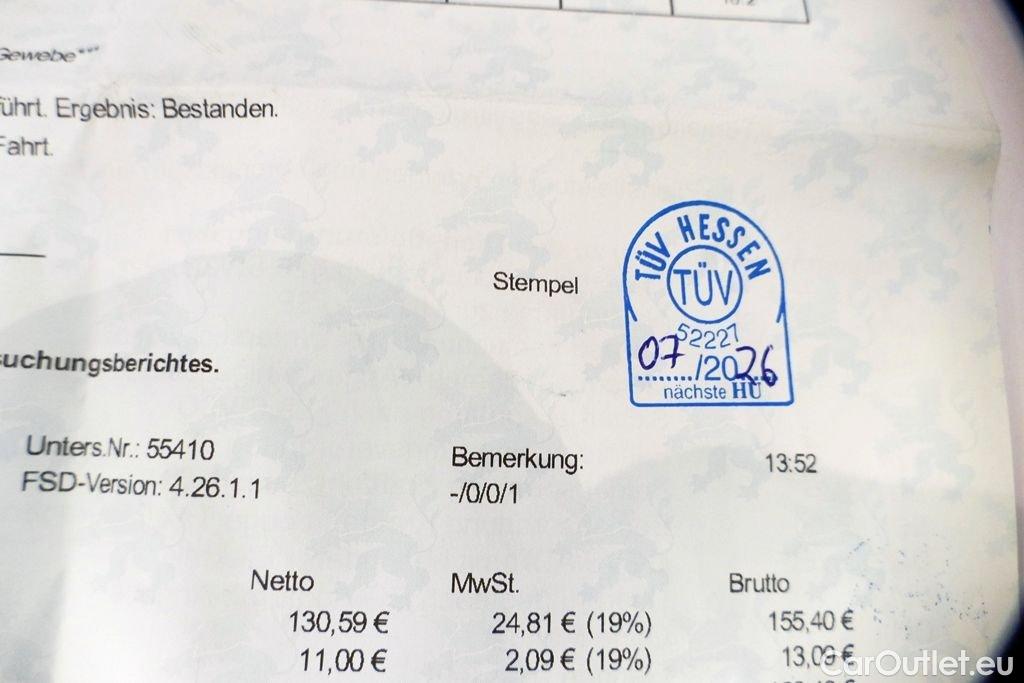 Gewebe***
führt. Ergebnis: Bestanden.
Fahrt.
TÜV HESSEN
TÜV
Stempel
52227
07/2026
nächste HU
suchungsberichtes.
Unters.Nr.: 55410
Bemerkung:
13:52
FSD-Version: 4.26.1.1
-/0/0/1
Netto MwSt. Brutto
130,59 € 24,81 € (19%) 155,40 €
11,00 € 2,09 € (19%) 13,09 €
CarOutlet.eu